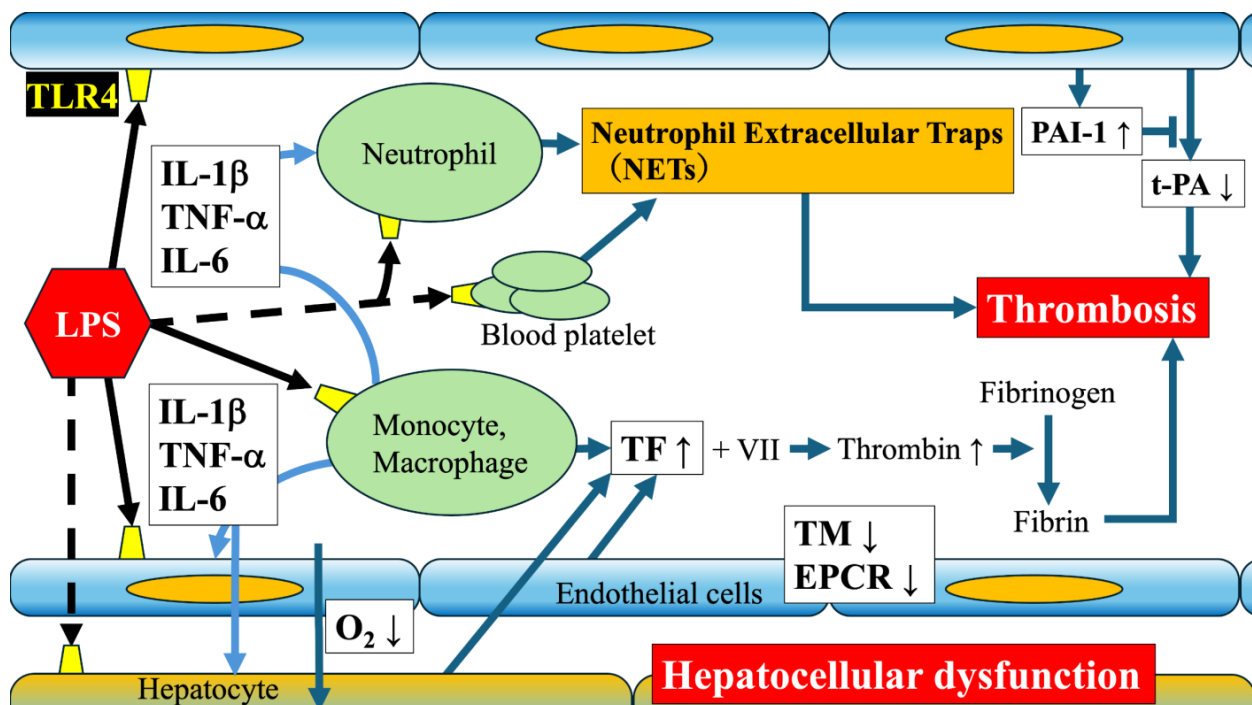 TLR4
IL-1β
TNF-α
IL-6
Neutrophil
Neutrophil Extracellular Traps
（NETs）
PAI-1 ↑
t-PA ↓
LPS
Blood platelet
Thrombosis
IL-1β
TNF-α
IL-6
Monocyte,
Macrophage
TF ↑ + VII
Thrombin ↑
Fibrinogen
Fibrin
TM ↓
EPCR ↓
Endothelial cells
O₂ ↓
Hepatocyte
Hepatocellular dysfunction